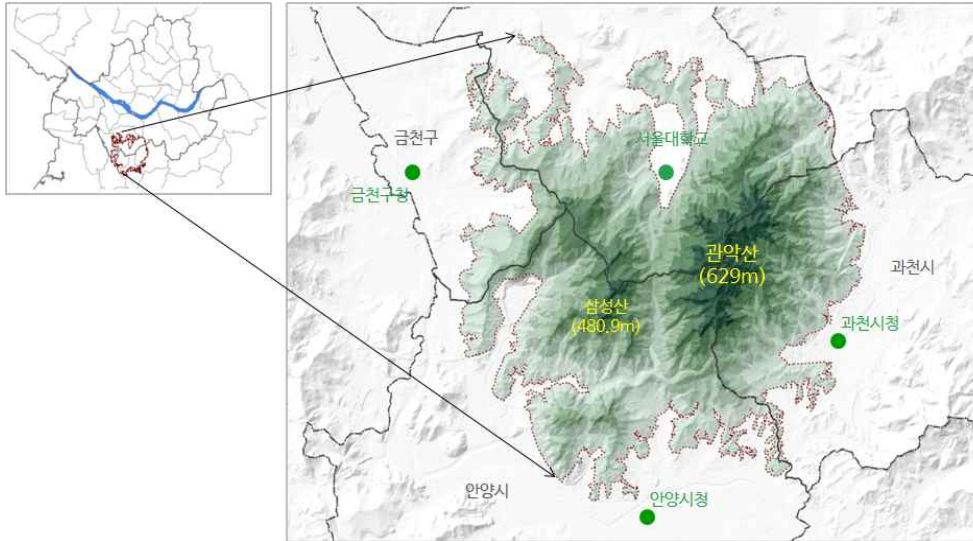 금천구
서울대학교
금천구청
관악산
(629m)
과천시
삼성산
(480.9m)
과천시청
안양시
안양시청